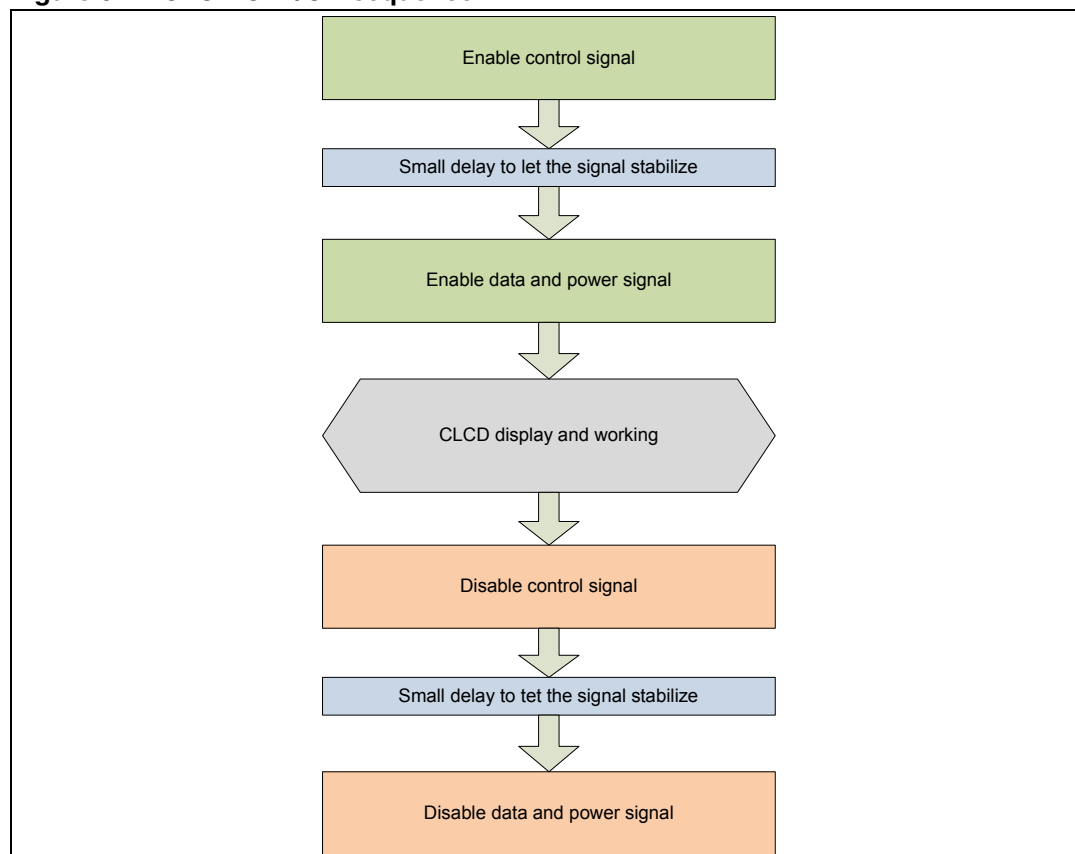 Enable control signal
Small delay to let the signal stabilize
Enable data and power signal
CLCD display and working
Disable control signal
Small delay to tet the signal stabilize
Disable data and power signal